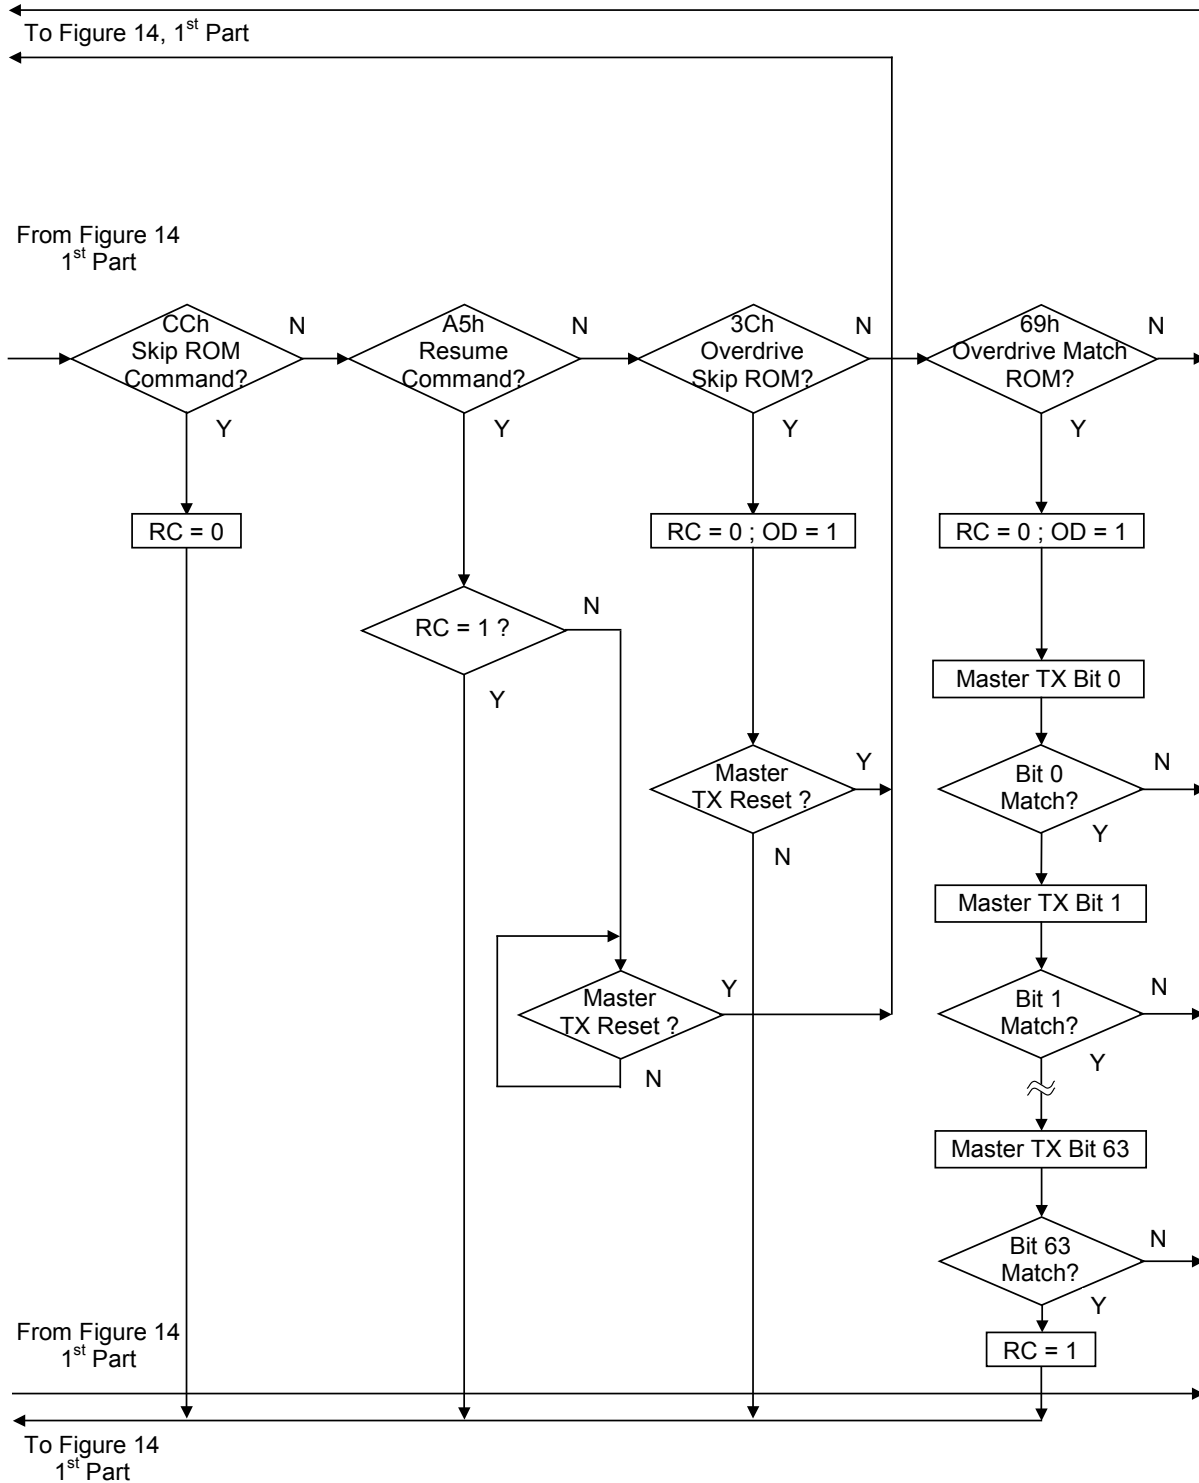 To Figure 14, 1st Part
From Figure 14
1st Part
CCh
Skip ROM
Command?
N
Y
A5h
Resume
Command?
N
Y
3Ch
Overdrive
Skip ROM?
N
Y
69h
Overdrive Match
ROM?
N
Y
RC = 0
RC = 0 ; OD = 1
RC = 0 ; OD = 1
RC = 1 ?
N
Y
Master TX Bit 0
Master
TX Reset ?
Y
N
Bit 0
Match?
N
Y
Master TX Bit 1
Master
TX Reset ?
Y
N
Bit 1
Match?
N
Y
Master TX Bit 63
Bit 63
Match?
N
Y
From Figure 14
1st Part
RC = 1
To Figure 14
1st Part